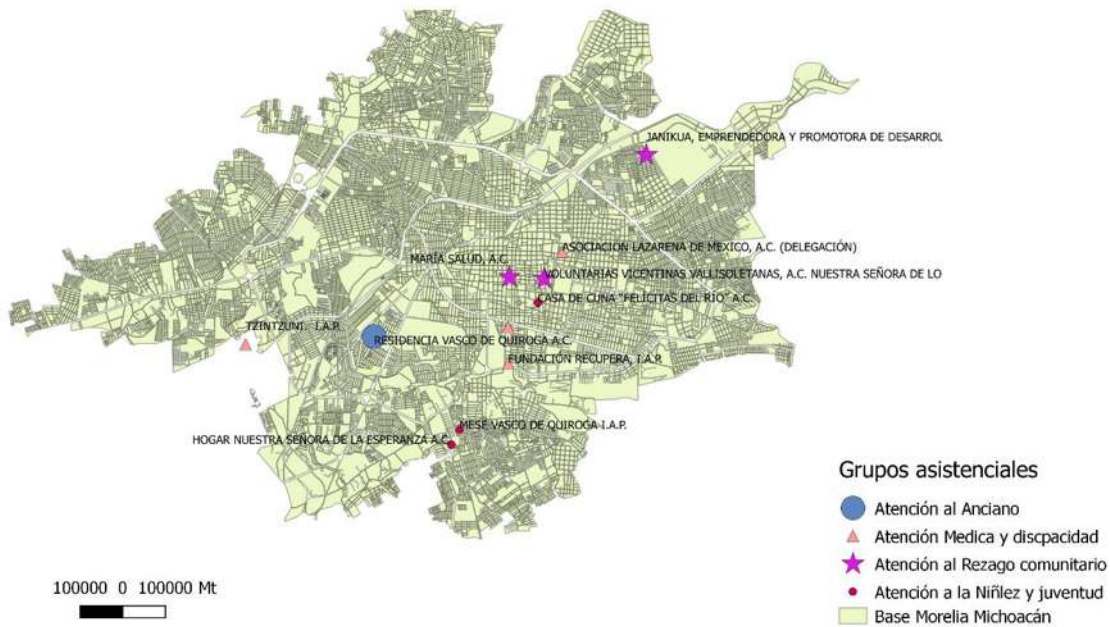 JANIKUA, EMPRENDEDORA Y PROMOTORA DE DESARROL
ASOCIACION LAZARENA DE MEXICO, A.C. (DELEGACIÓN)
MARÍA SALUD, A.C.
VOLUNTARIAS VICENTINAS VALLISOLETANAS, A.C. NUESTRA SEÑORA DE LO
CASA DE CUNA "FELÍCITAS DEL RÍO" A.C.
TZINTZUNI. I.A.P.
RESIDENCIA VASCO DE QUIROGA A.C.
FUNDACIÓN RECUPERA, I.A.P.
MESE VASCO DE QUIROGA I.A.P.
HOGAR NUESTRA SEÑORA DE LA ESPERANZA A.C.
Grupos asistenciales
Atención al Anciano
Atención Medica y discpacidad
Atención al Rezago comunitario
Atención a la Niñlez y juventud
Base Morelia Michoacán
100000 0 100000 Mt